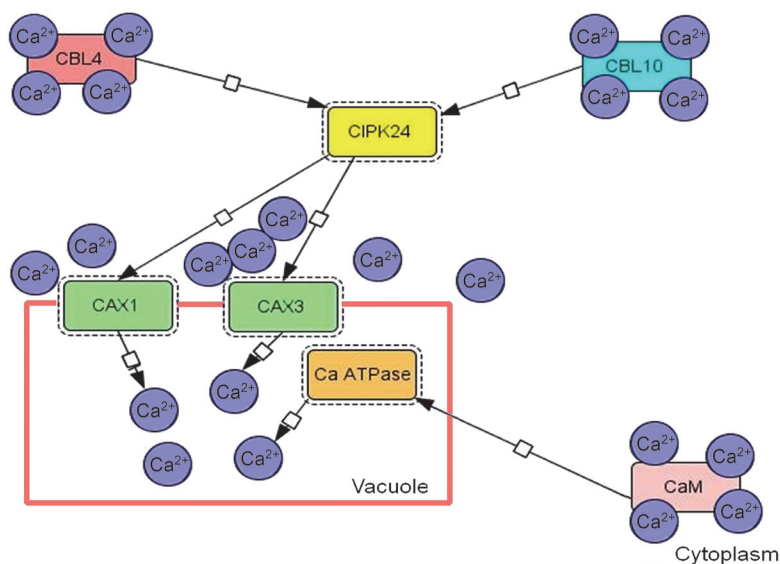 Ca²⁺ Ca²⁺
CBL4
Ca²⁺ Ca²⁺
Ca²⁺ Ca²⁺
CBL10
Ca²⁺ Ca²⁺
CIPK24
Ca²⁺
Ca²⁺ Ca²⁺
Ca²⁺ Ca²⁺ Ca²⁺ Ca²⁺
CAX1
CAX3
Ca ATPase
Ca²⁺
Ca²⁺
Ca²⁺
Ca²⁺
Vacuole
Ca²⁺ Ca²⁺
CaM
Ca²⁺ Ca²⁺
Cytoplasm